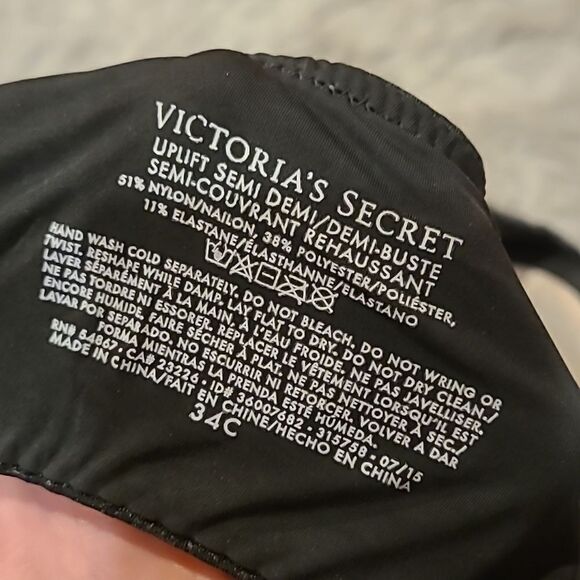 VICTORIA'S SECRET
UPLIFT SEMI DEMI/DEMI-BUSTE
SEMI-COUVRANT REHAUSSANT
51% NYLON/NAILON, 38% POLYESTER/POLIÉSTER,
11% ELASTANE/ÉLASTHANNE/ELASTANO
HAND WASH COLD SEPARATELY. DO NOT BLEACH. DO NOT WRING OR
TWIST. RESHAPE WHILE DAMP. LAY FLAT TO DRY. DO NOT DRY CLEAN./
LAVER SÉPARÉMENT À LA MAIN, À L'EAU FROIDE. NE PAS JAVELLISER.
NE PAS TORDRE NI ESSORER. REPLACER LE VÊTEMENT LORSQU'IL EST
ENCORE HUMIDE. FAIRE SÉCHER À PLAT. NE PAS NETTOYER À SEC./
LAVAR POR SEPARADO. NO ESCURRIR NI RETORCER. VOLVER A DAR
FORMA MIENTRAS LA PRENDA ESTÉ HÚMEDA.
RN# 54867 · CA# 23226 · ID# 36007682 · 315758 · 07/15
MADE IN CHINA/FAIT EN CHINE/HECHO EN CHINA
34C